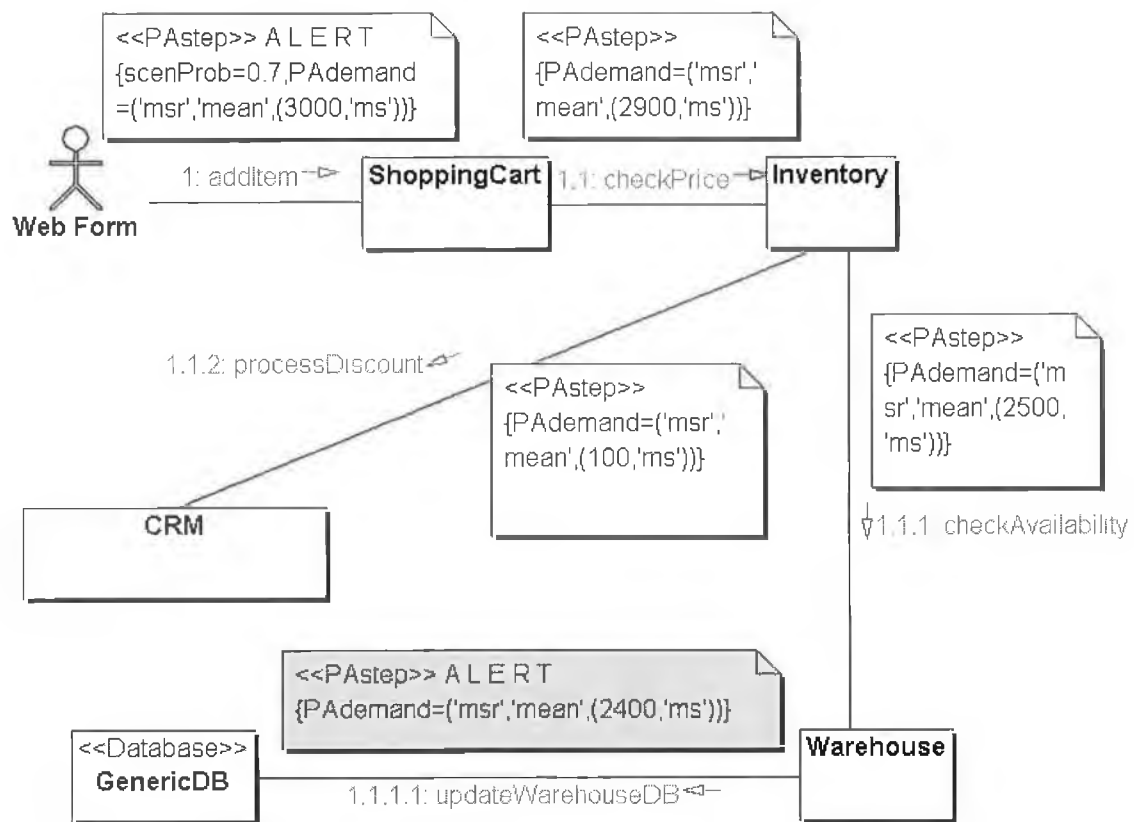 <<PAstep>> A L E R T
{scenProb=0.7,PAdemand
=('msr','mean',(3000,'ms'))}
<<PAstep>>
{PAdemand=('msr','
mean',(2900,'ms'))}
1: addItem
ShoppingCart
1.1: checkPrice
Inventory
Web Form
1.1.2: processDiscount
<<PAstep>>
{PAdemand=('msr','
mean',(100,'ms'))}
<<PAstep>>
{PAdemand=('m
sr','mean',(2500,
'ms'))}
CRM
1.1.1 checkAvailability
<<PAstep>> A L E R T
{PAdemand=('msr','mean',(2400,'ms'))}
<<Database>>
GenericDB
Warehouse
1.1.1.1: updateWarehouseDB